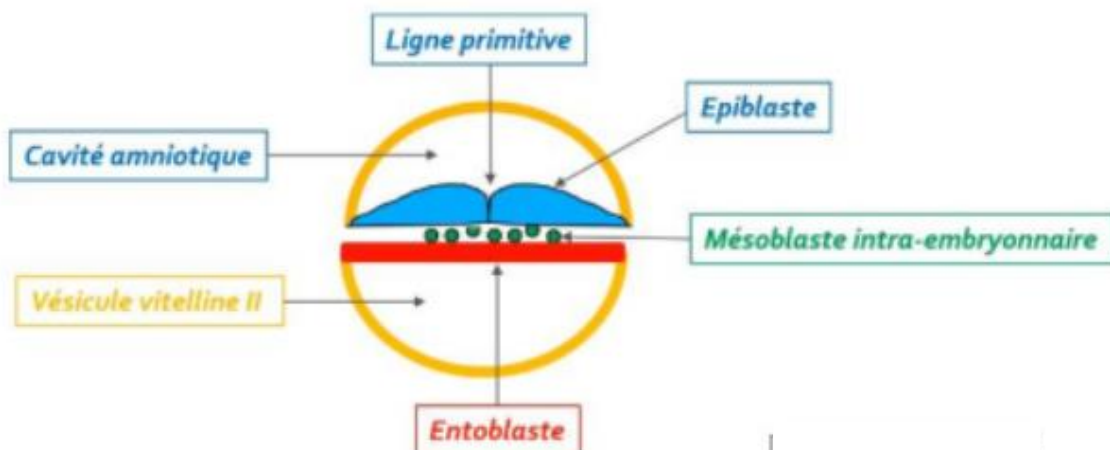 Ligne primitive
Epiblaste
Cavité amniotique
Mésoblaste intra-embryonnaire
Vésicule vitelline II
Entoblaste